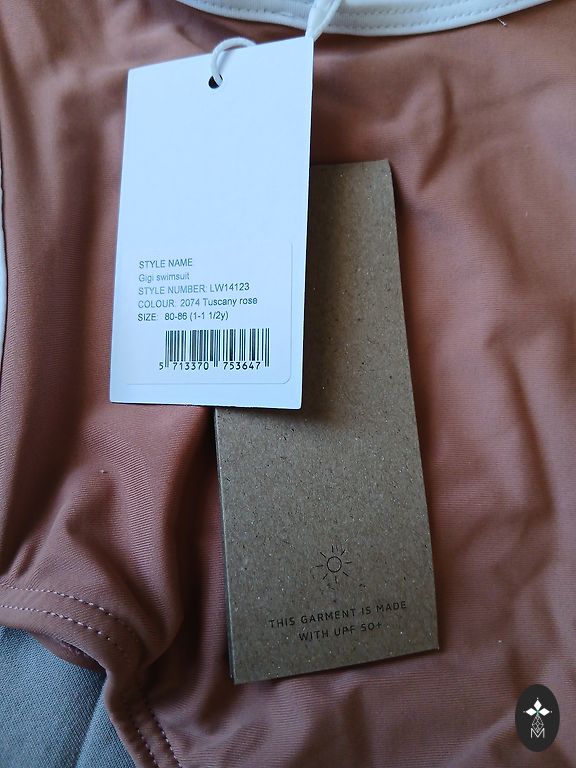 STYLE NAME
Gigi swimsuit
STYLE NUMBER: LW14123
COLOUR: 2074 Tuscany rose
SIZE: 80-86 (1-1 1/2y)
5 713370 753647
THIS GARMENT IS MADE
WITH UPF 50+
M